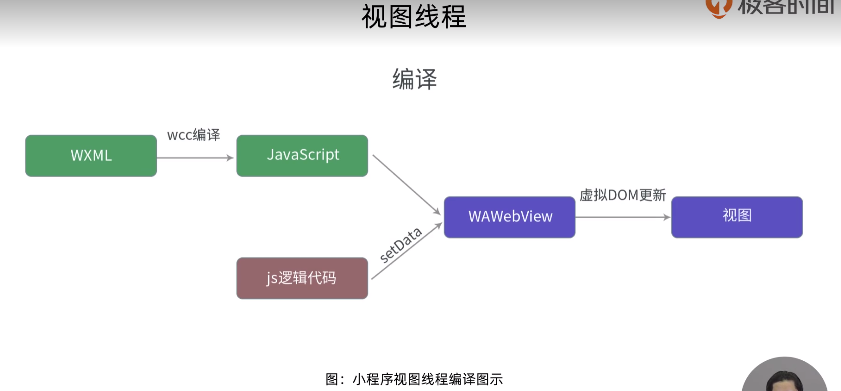 视图线程
极客时间
编译
wcc编译
WXML
JavaScript
虚拟DOM更新
WAWebView
视图
setData
js逻辑代码
图：小程序视图线程编译图示